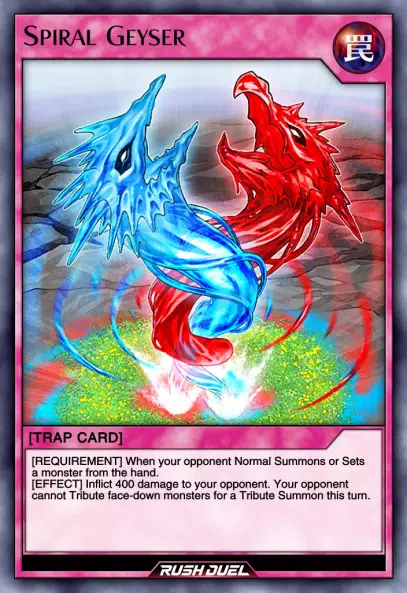 Spiral Geyser
罠
[TRAP CARD]
[REQUIREMENT] When your opponent Normal Summons or Sets
a monster from the hand.
[EFFECT] Inflict 400 damage to your opponent. Your opponent
cannot Tribute face-down monsters for a Tribute Summon this turn.
RUSH DUEL